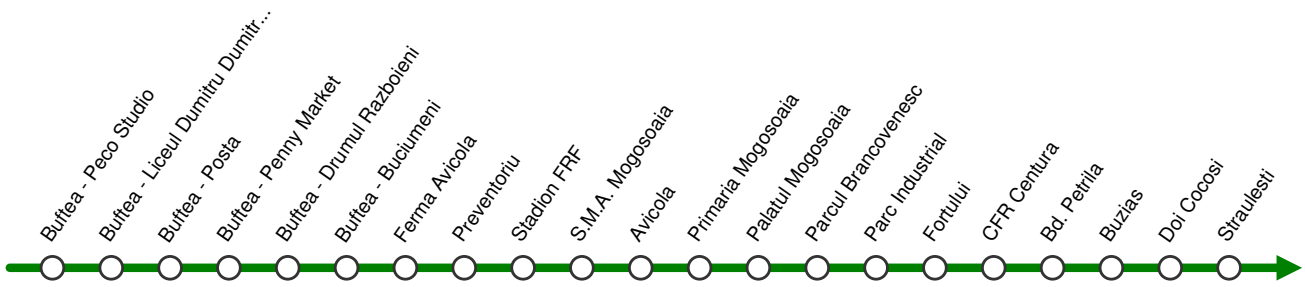 Buftea - Peco Studio
Buftea - Liceul Dumitru Dumitr...
Buftea - Posta
Buftea - Penny Market
Buftea - Drumul Razboieni
Buftea - Buciumeni
Ferma Avicola
Preventoriu
Stadion FRF
S.M.A. Mogosoaia
Avicola
Primaria Mogosoaia
Palatul Mogosoaia
Parcul Brancovenesc
Parc Industrial
Fortului
CFR Centura
Bd. Petrila
Buzias
Doi Cocosi
Straulesti